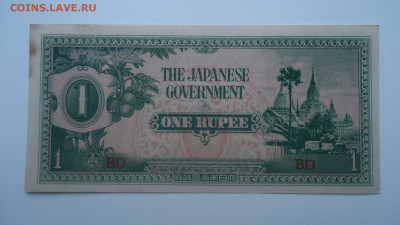 COINS.LAVE.RU
THE JAPANESE
GOVERNMENT
1
ONE RUPEE
1 BD BD 1